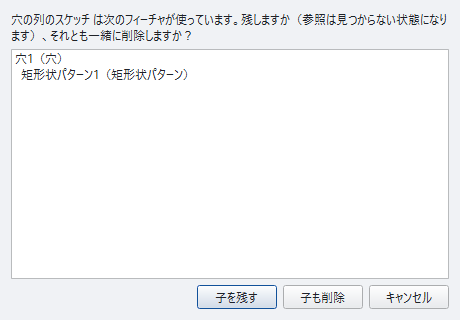 穴の列のスケッチ は次のフィーチャが使っています。残しますか（参照は見つからない状態になり
ます）、それとも一緒に削除しますか？
穴1（穴）
矩形状パターン1（矩形状パターン）
子を残す
子も削除
キャンセル